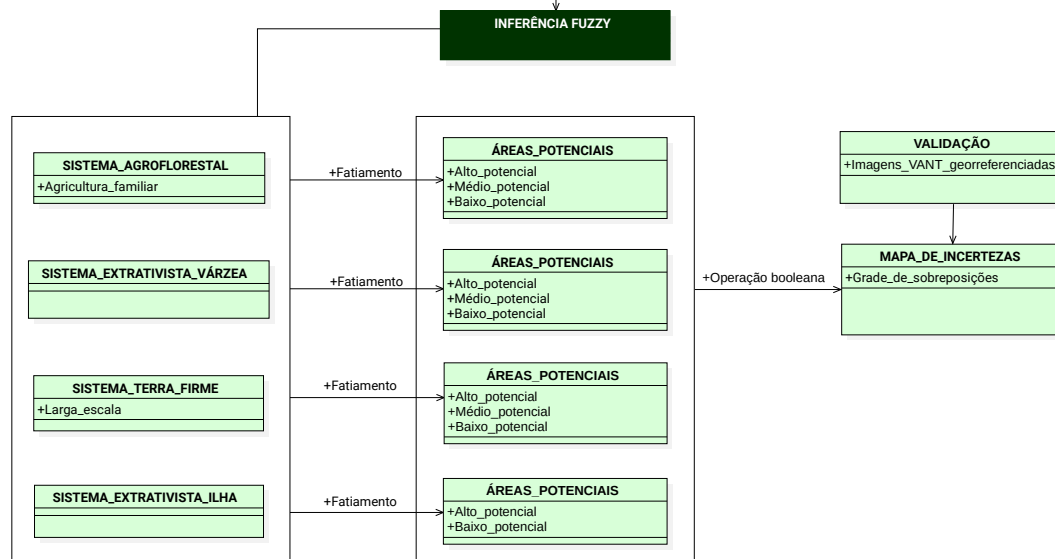 INFERÊNCIA FUZZY
SISTEMA_AGROFLORESTAL
+Agricultura_familiar
+Fatiamento
ÁREAS_POTENCIAIS
+Alto_potencial
+Médio_potencial
+Baixo_potencial
SISTEMA_EXTRATIVISTA_VÁRZEA
+Fatiamento
ÁREAS_POTENCIAIS
+Alto_potencial
+Médio_potencial
+Baixo_potencial
SISTEMA_TERRA_FIRME
+Larga_escala
+Fatiamento
ÁREAS_POTENCIAIS
+Alto_potencial
+Médio_potencial
+Baixo_potencial
SISTEMA_EXTRATIVISTA_ILHA
+Fatiamento
ÁREAS_POTENCIAIS
+Alto_potencial
+Baixo_potencial
+Operação booleana
VALIDAÇÃO
+Imagens_VANT_georreferenciadas
MAPA_DE_INCERTEZAS
+Grade_de_sobreposições